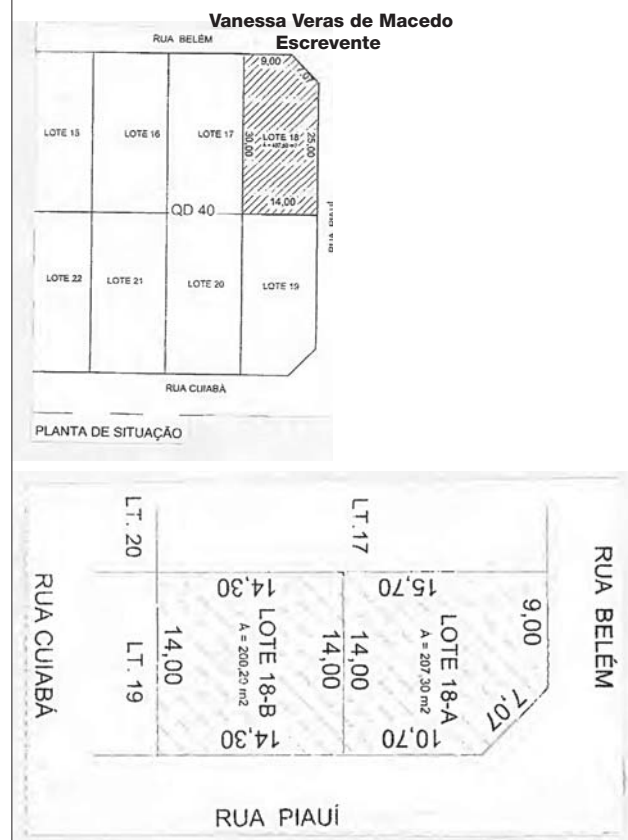 Vanessa Veras de Macedo
Escrevente
RUA BELÉM
9,00
LOTE 15
LOTE 16
LOTE 17
30,00
LOTE 18
25,00
14,00
QD 40
LOTE 22
LOTE 21
LOTE 20
LOTE 19
RUA CUIABÁ
PLANTA DE SITUAÇÃO
LT. 20
LT.17
RUA BELÉM
14,30
15,70
9,00
RUA CUIABÁ
LT. 19
14,00
LOTE 18-B
A = 200,20 m2
14,00
14,00
LOTE 18-A
A = 207,30 m2
7,07
14,30
10,70
RUA PIAUÍ